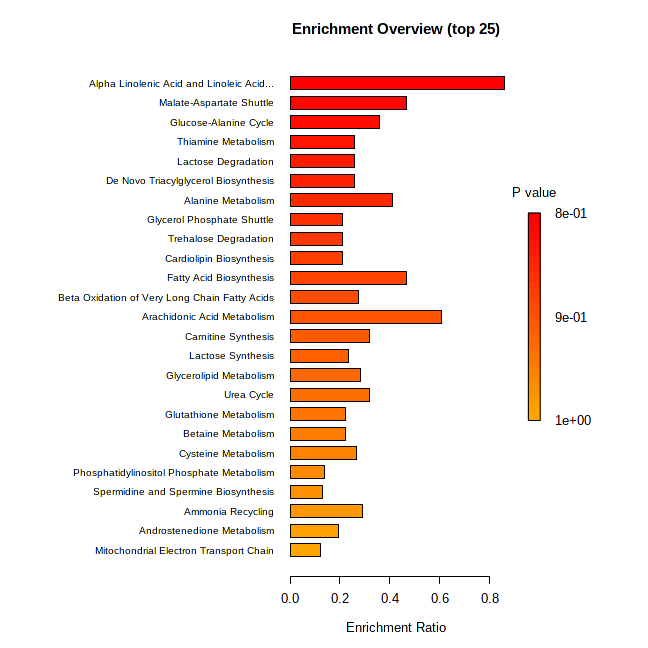 Enrichment Overview (top 25)
Alpha Linolenic Acid and Linoleic Acid...
Malate-Aspartate Shuttle
Glucose-Alanine Cycle
Thiamine Metabolism
Lactose Degradation
De Novo Triacylglycerol Biosynthesis
Alanine Metabolism
Glycerol Phosphate Shuttle
Trehalose Degradation
Cardiolipin Biosynthesis
Fatty Acid Biosynthesis
Beta Oxidation of Very Long Chain Fatty Acids
Arachidonic Acid Metabolism
Carnitine Synthesis
Lactose Synthesis
Glycerolipid Metabolism
Urea Cycle
Glutathione Metabolism
Betaine Metabolism
Cysteine Metabolism
Phosphatidylinositol Phosphate Metabolism
Spermidine and Spermine Biosynthesis
Ammonia Recycling
Androstenedione Metabolism
Mitochondrial Electron Transport Chain
0.0 0.2 0.4 0.6 0.8
Enrichment Ratio
P value
8e-01
9e-01
1e+00